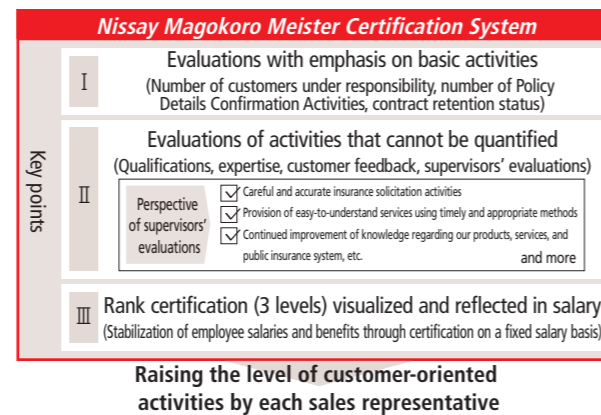 Nissay Magokoro Meister Certification System
Key points
I
Evaluations with emphasis on basic activities
(Number of customers under responsibility, number of Policy
Details Confirmation Activities, contract retention status)
II
Evaluations of activities that cannot be quantified
(Qualifications, expertise, customer feedback, supervisors' evaluations)
Perspective
of supervisors'
evaluations
Careful and accurate insurance solicitation activities
Provision of easy-to-understand services using timely and appropriate methods
Continued improvement of knowledge regarding our products, services, and
public insurance system, etc.
and more
III
Rank certification (3 levels) visualized and reflected in salary
(Stabilization of employee salaries and benefits through certification on a fixed salary basis)
Raising the level of customer-oriented
activities by each sales representative